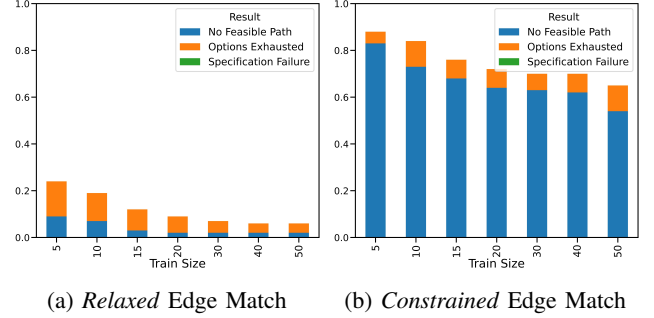 Result
No Feasible Path
Options Exhausted
Specification Failure
1.0
0.8
0.6
0.4
0.2
0.0
5
10
15
20
30
40
50
Train Size
(a) Relaxed Edge Match
Result
No Feasible Path
Options Exhausted
Specification Failure
1.0
0.8
0.6
0.4
0.2
0.0
5
10
15
20
30
40
50
Train Size
(b) Constrained Edge Match